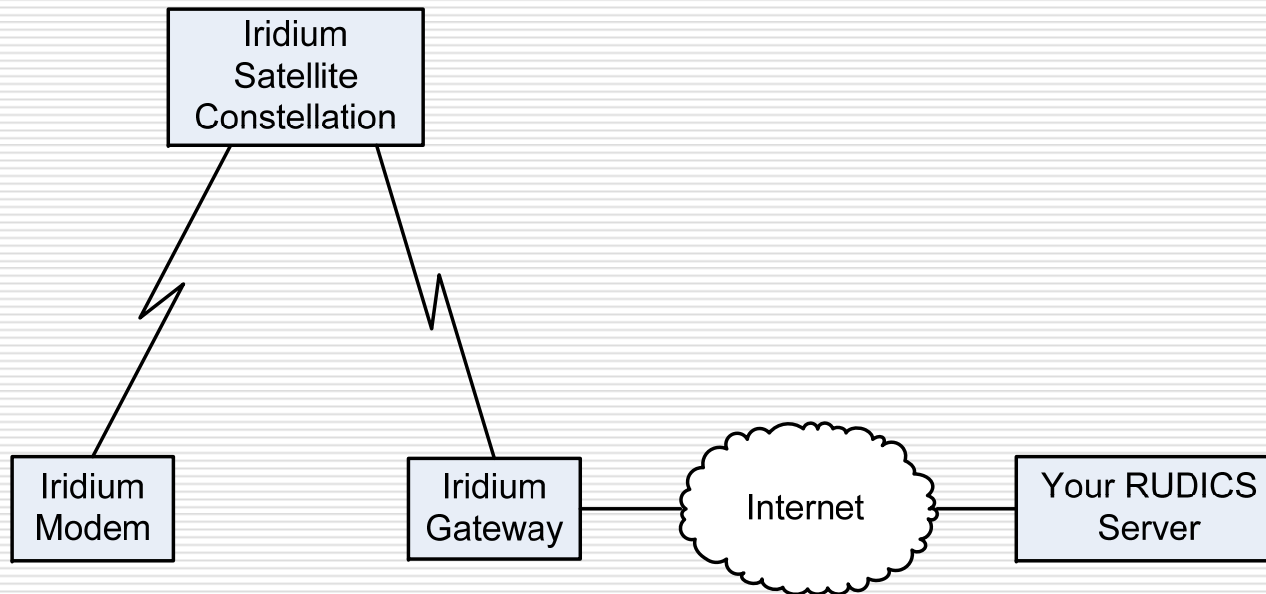 Iridium
Satellite
Constellation
Iridium
Modem
Iridium
Gateway
Internet
Your RUDICS
Server